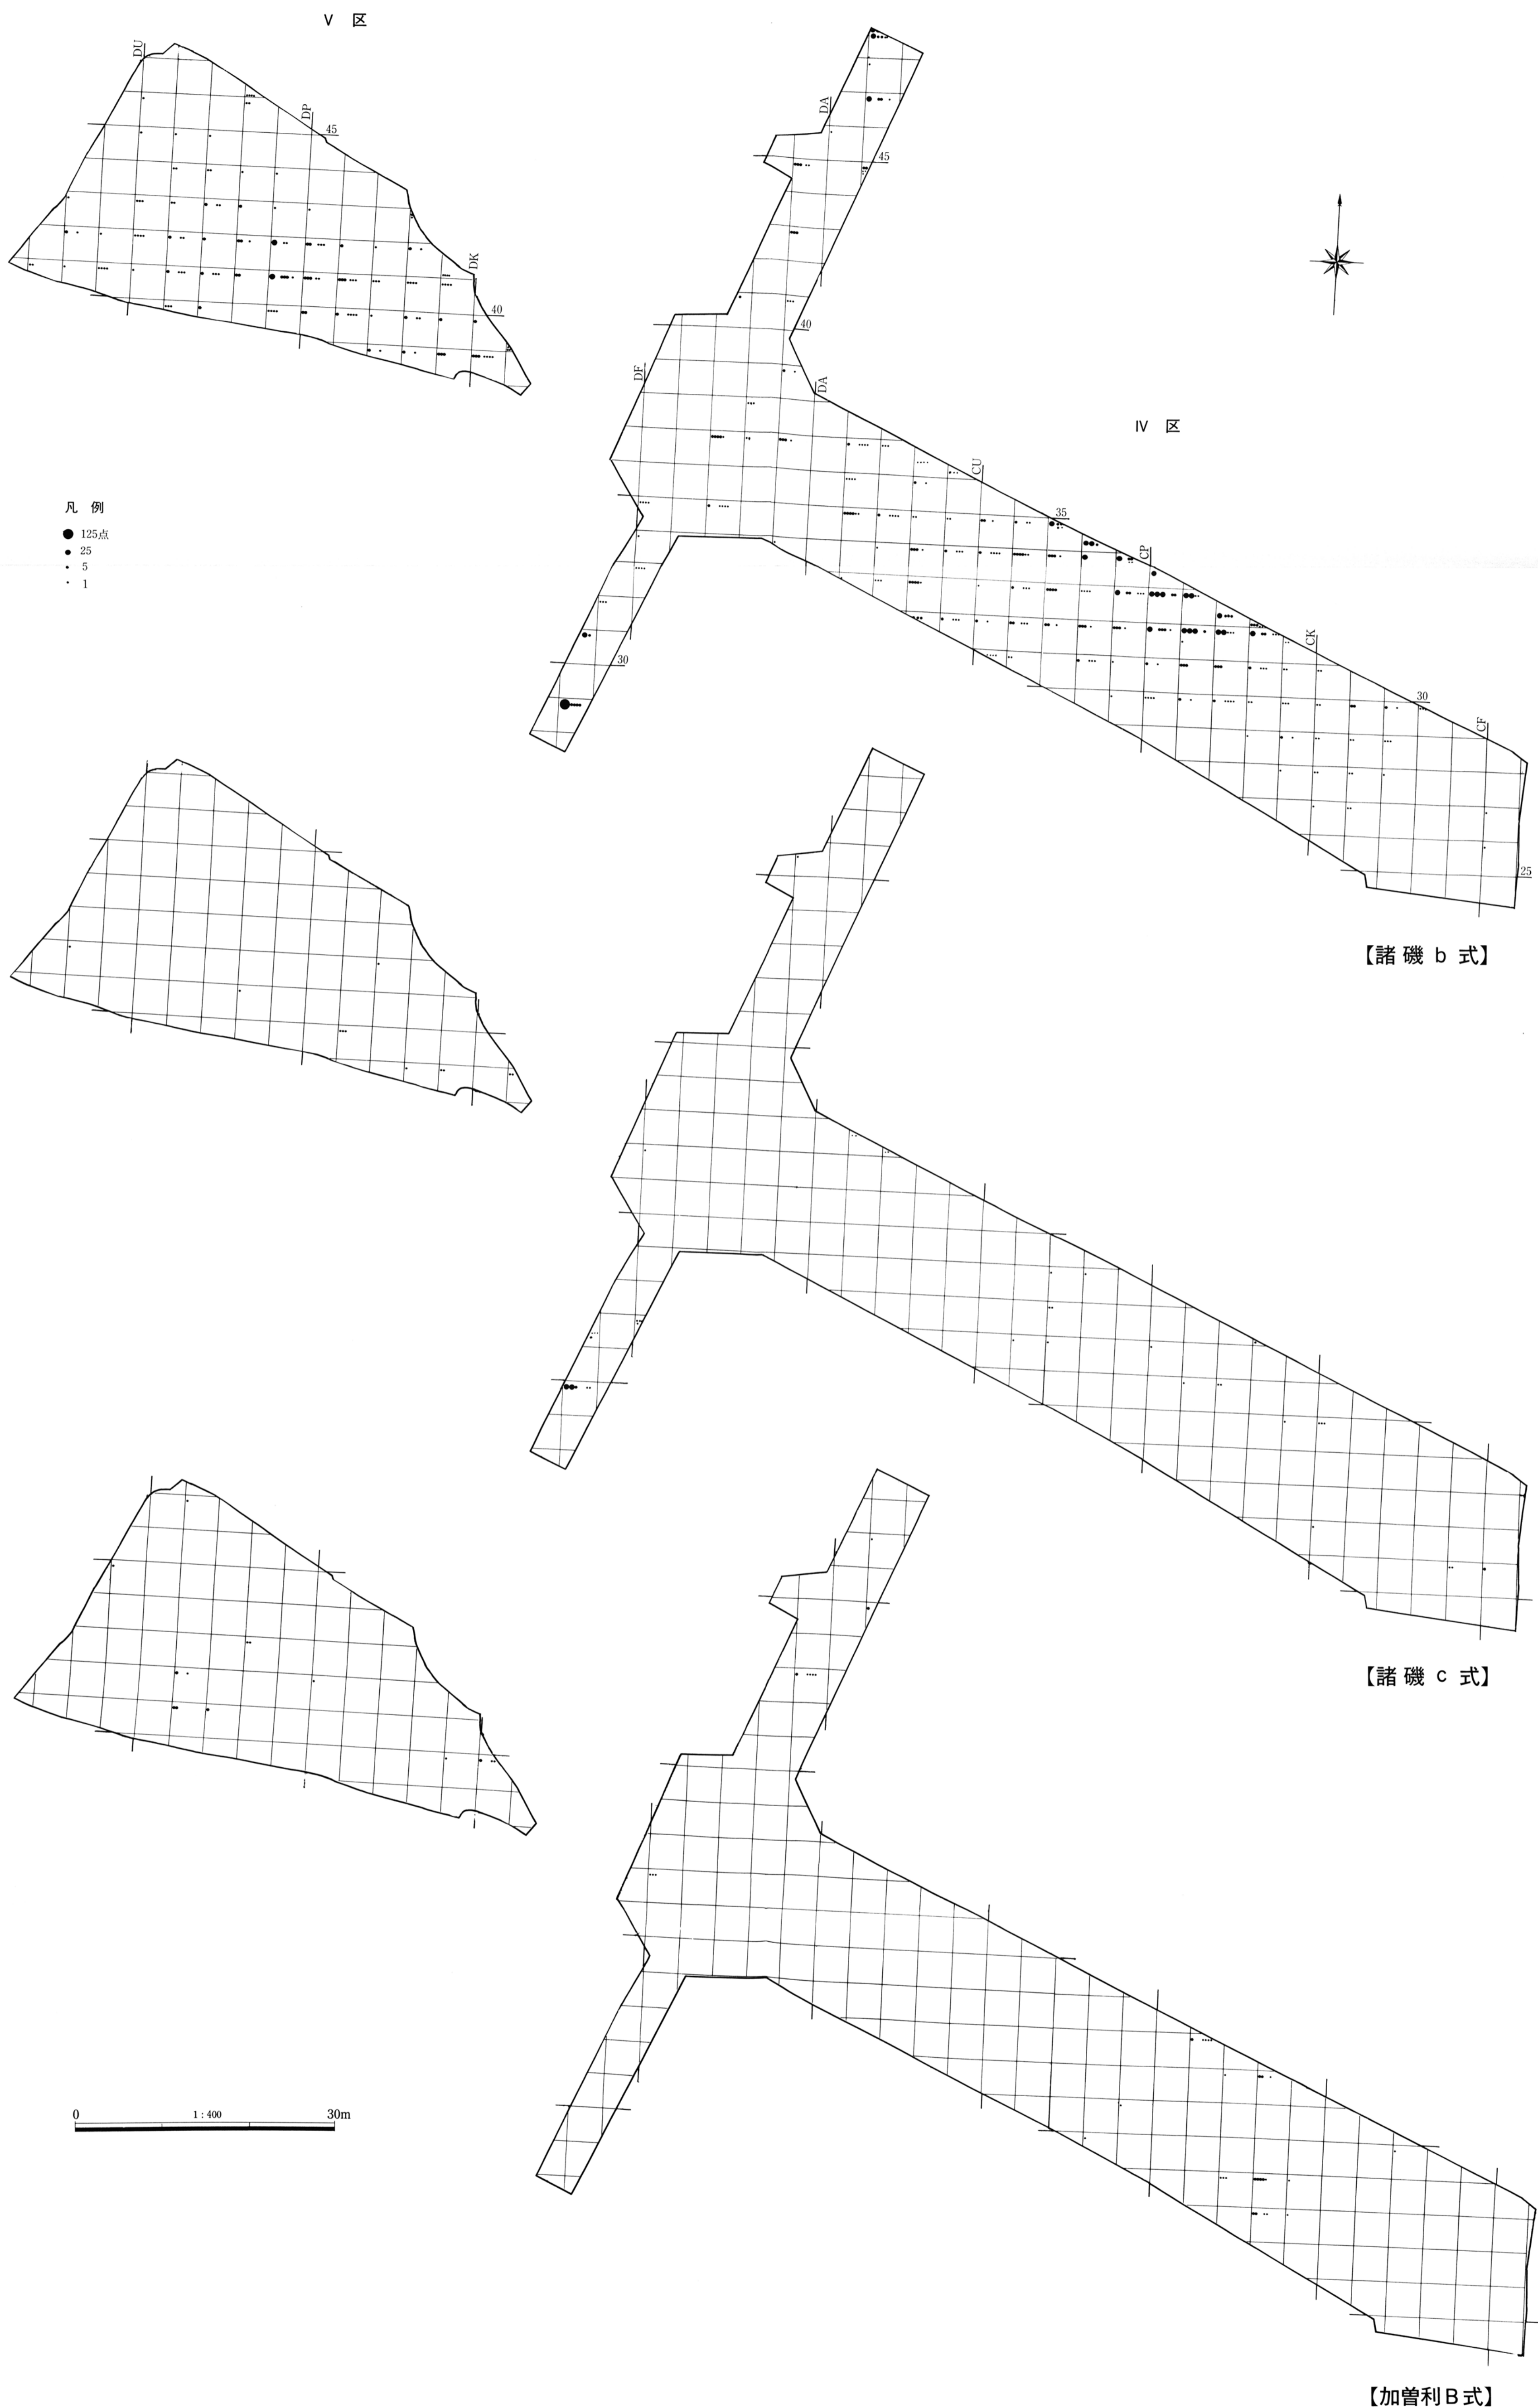 V 区
DU
DP
45
DK
40
DA
45
40
DF
DA
IV 区
CU
35
CP
CK
30
30
CF
25
凡 例
125点
25
5
1
【諸磯 b 式】
【諸磯 c 式】
0 1:400 30m
【加曽利B式】